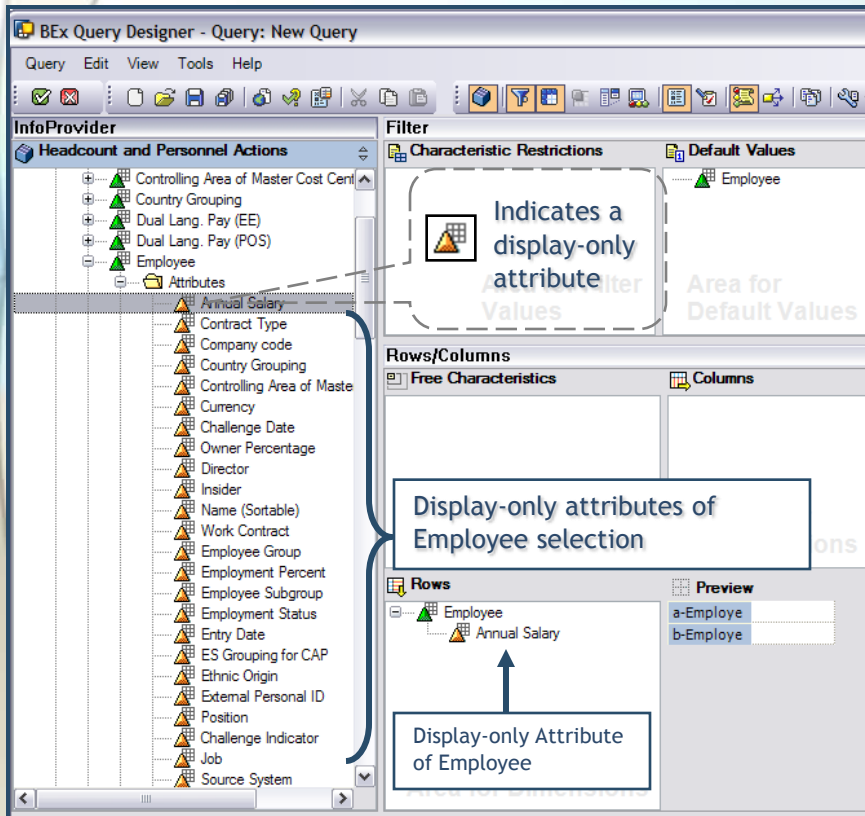 BEx Query Designer - Query: New Query
Query Edit View Tools Help
InfoProvider
Headcount and Personnel Actions
Controlling Area of Master Cost Cent
Country Grouping
Dual Lang. Pay (EE)
Dual Lang. Pay (POS)
Employee
Attributes
Annual Salary
Contract Type
Company code
Country Grouping
Controlling Area of Maste
Currency
Challenge Date
Owner Percentage
Director
Insider
Name (Sortable)
Work Contract
Employee Group
Employment Percent
Employee Subgroup
Employment Status
Entry Date
ES Grouping for CAP
Ethnic Origin
External Personal ID
Position
Challenge Indicator
Job
Source System
Filter
Characteristic Restrictions
Default Values
Employee
Indicates a
display-only
attribute
Values
Area for
Default Values
Rows/Columns
Free Characteristics
Columns
Display-only attributes of
Employee selection
ons
Rows
Employee
Annual Salary
Preview
a-Employe
b-Employe
Display-only Attribute
of Employee